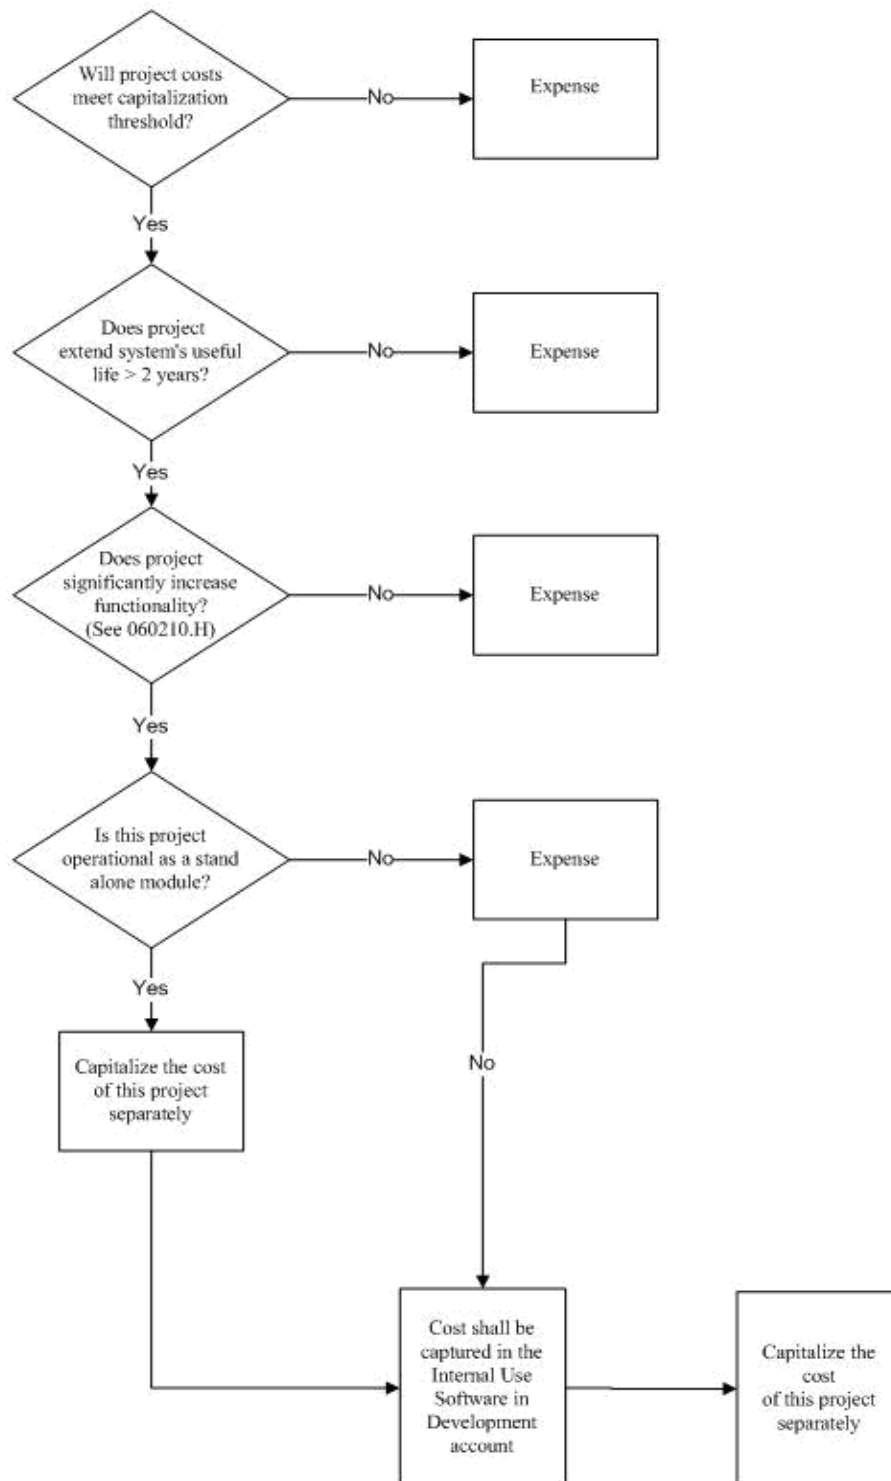 Will project costs
meet capitalization
threshold?
No
Expense
Yes
Does project
extend system's useful
life > 2 years?
No
Expense
Yes
Does project
significantly increase
functionality?
(See 060210.H)
No
Expense
Yes
Is this project
operational as a stand
alone module?
No
Expense
Yes
Capitalize the cost
of this project
separately
No
Cost shall be
captured in the
Internal Use
Software in
Development
account
Capitalize the
cost
of this project
separately